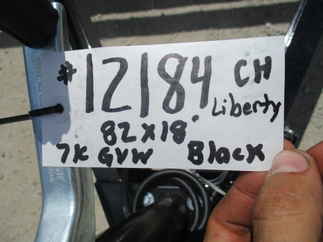 #12184 CH
Liberty
82x18'
7K GVW Black